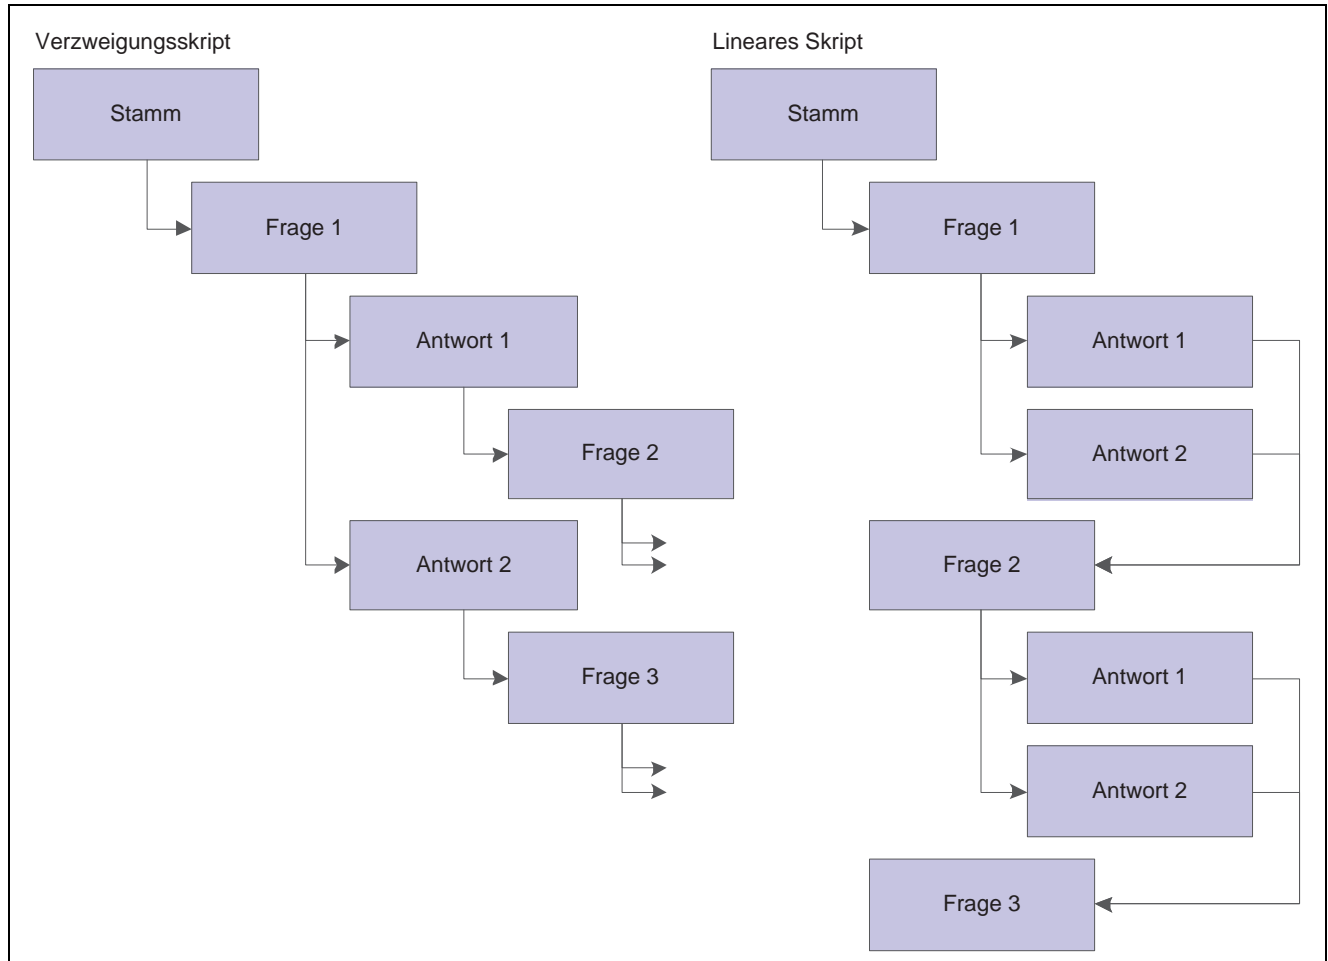 Verzweigungsskript
Stamm
Frage 1
Antwort 1
Frage 2
Antwort 2
Frage 3
Lineares Skript
Stamm
Frage 1
Antwort 1
Antwort 2
Frage 2
Antwort 1
Antwort 2
Frage 3